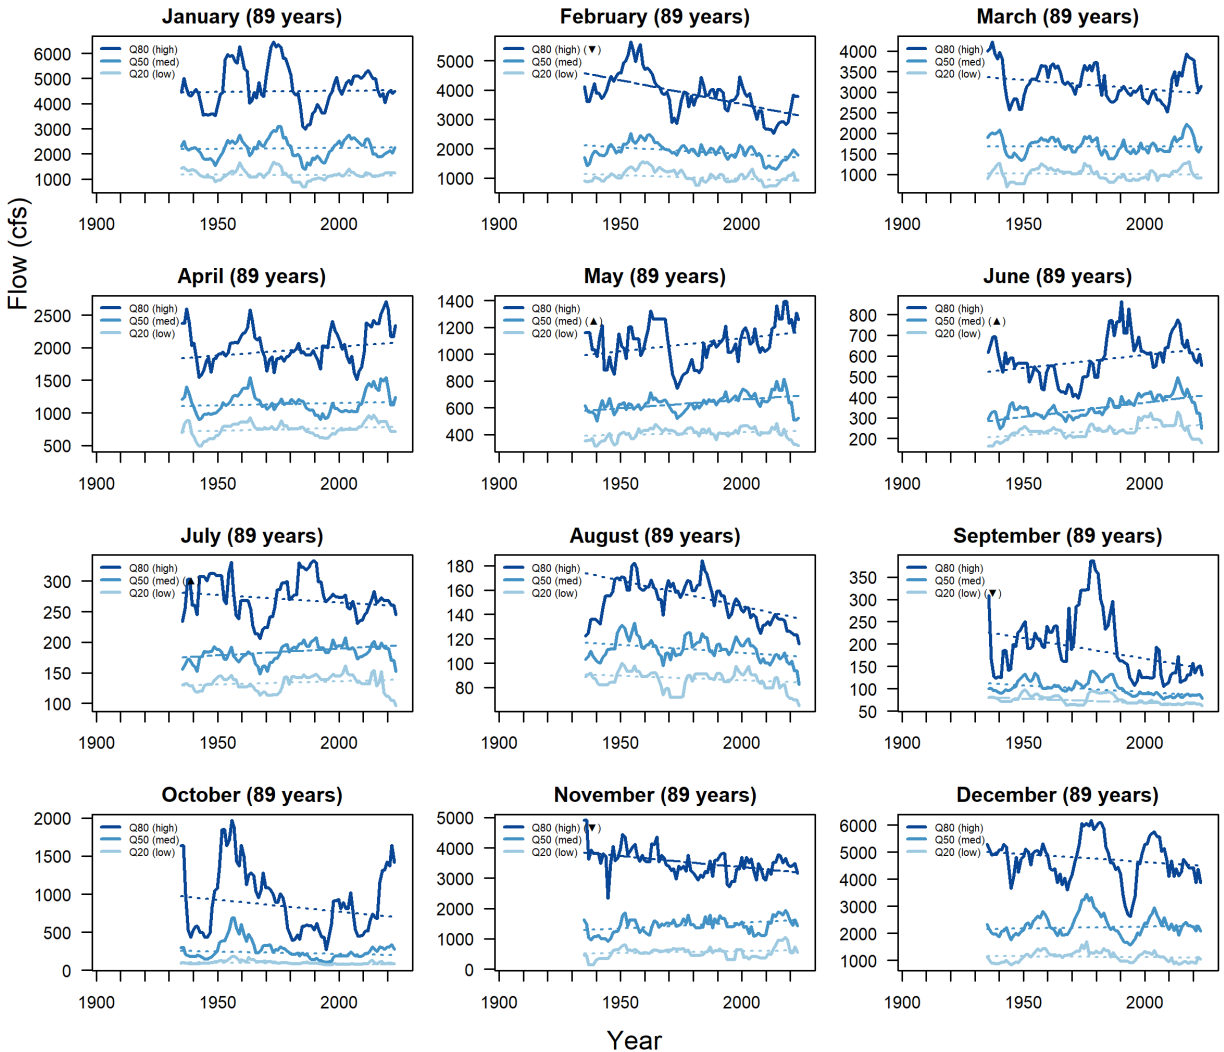 January (89 years)
February (89 years)
March (89 years)
Q80 (high)
Q50 (med)
Q20 (low)
6000
5000
4000
3000
2000
1000
1900
1950
2000
Q80 (high) (▼)
Q50 (med)
Q20 (low)
5000
4000
3000
2000
1000
1900
1950
2000
Q80 (high)
Q50 (med)
Q20 (low)
4000
3500
3000
2500
2000
1500
1000
1900
1950
2000
Flow (cfs)
April (89 years)
May (89 years)
June (89 years)
Q80 (high)
Q50 (med)
Q20 (low)
2500
2000
1500
1000
500
1900
1950
2000
Q80 (high)
Q50 (med) (▲)
Q20 (low)
1400
1200
1000
800
600
400
1900
1950
2000
Q80 (high)
Q50 (med) (▲)
Q20 (low)
800
700
600
500
400
300
200
1900
1950
2000
July (89 years)
August (89 years)
September (89 years)
Q80 (high)
Q50 (med) (▲)
Q20 (low)
300
250
200
150
100
1900
1950
2000
Q80 (high)
Q50 (med)
Q20 (low)
180
160
140
120
100
80
1900
1950
2000
Q80 (high)
Q50 (med)
Q20 (low) (▼)
350
300
250
200
150
100
50
1900
1950
2000
October (89 years)
November (89 years)
December (89 years)
Q80 (high)
Q50 (med)
Q20 (low)
2000
1500
1000
500
0
1900
1950
2000
Q80 (high) (▼)
Q50 (med)
Q20 (low)
5000
4000
3000
2000
1000
0
1900
1950
2000
Q80 (high)
Q50 (med)
Q20 (low)
6000
5000
4000
3000
2000
1000
1900
1950
2000
Year